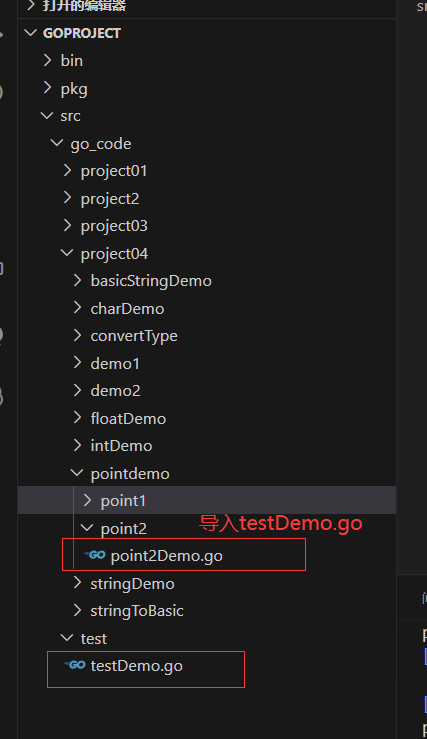 打开的编辑器
GOPROJECT
bin
pkg
src
go_code
project01
project2
project03
project04
basicStringDemo
charDemo
convertType
demo1
demo2
floatDemo
intDemo
pointdemo
point1
point2
导入testDemo.go
GO point2Demo.go
stringDemo
stringToBasic
test
GO testDemo.go